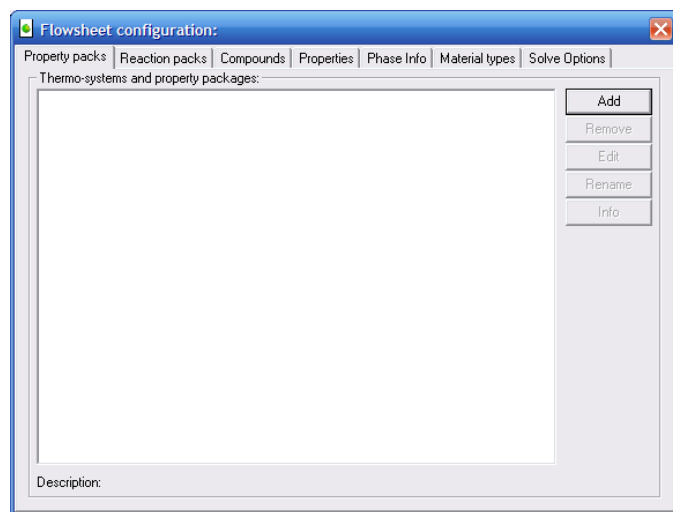 Flowsheet configuration:
Property packs Reaction packs Compounds Properties Phase Info Material types Solve Options
Thermo-systems and property packages:
Add
Remove
Edit
Rename
Info
Description: